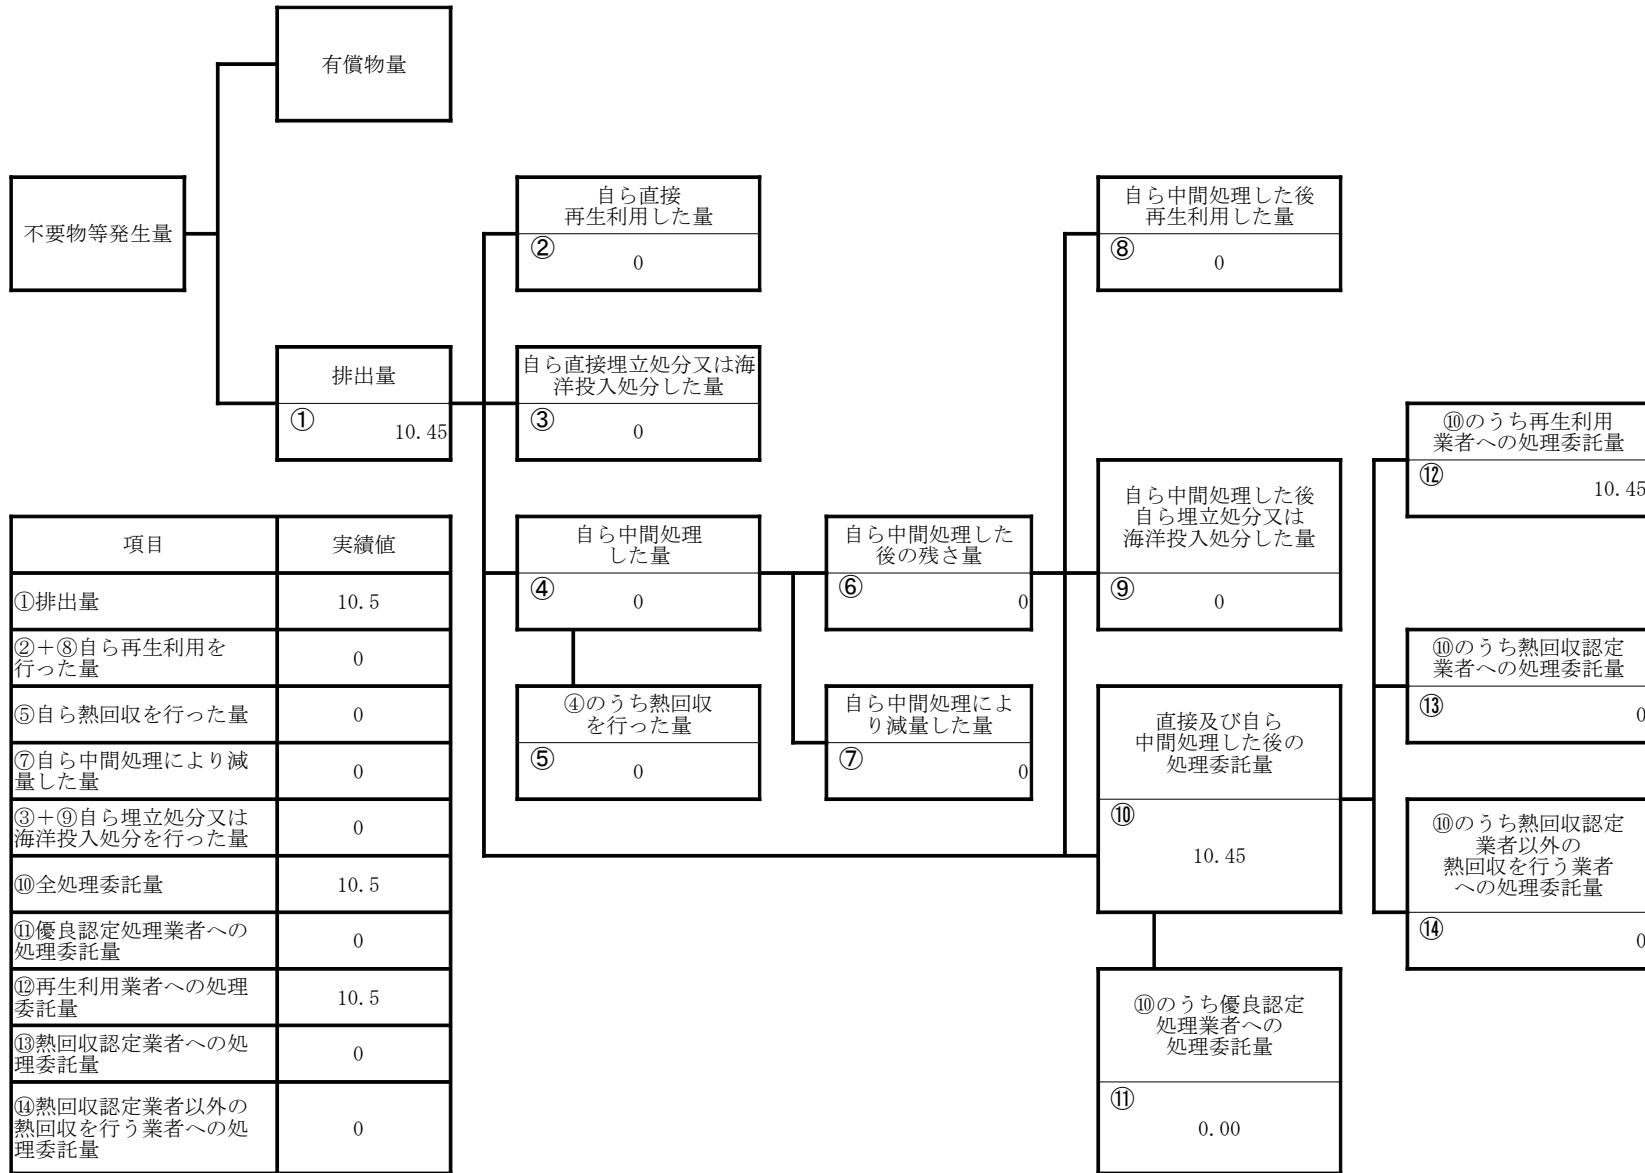 有償物量
不要物等発生量
自ら直接
再生利用した量
②
0
自ら中間処理した後
再生利用した量
⑧
0
排出量
①
10.45
自ら直接埋立処分又は海
洋投入処分した量
③
0
⑩のうち再生利用
業者への処理委託量
⑫
10.45
自ら中間処理
した量
④
0
自ら中間処理した
後の残さ量
⑥
0
自ら中間処理した後
自ら埋立処分又は
海洋投入処分した量
⑨
0
⑩のうち熱回収認定
業者への処理委託量
⑬
0
④のうち熱回収
を行った量
⑤
0
自ら中間処理によ
り減量した量
⑦
0
直接及び自ら
中間処理した後の
処理委託量
⑩
10.45
⑩のうち熱回収認定
業者以外の
熱回収を行う業者
への処理委託量
⑭
0
⑩のうち優良認定
処理業者への
処理委託量
⑪
0.00
項目 実績値
①排出量 10.5
②＋⑧自ら再生利用を
行った量 0
⑤自ら熱回収を行った量 0
⑦自ら中間処理により減
量した量 0
③＋⑨自ら埋立処分又は
海洋投入処分を行った量 0
⑩全処理委託量 10.5
⑪優良認定処理業者への
処理委託量 0
⑫再生利用業者への処理
委託量 10.5
⑬熱回収認定業者への処
理委託量 0
⑭熱回収認定業者以外の
熱回収を行う業者への処
理委託量 0